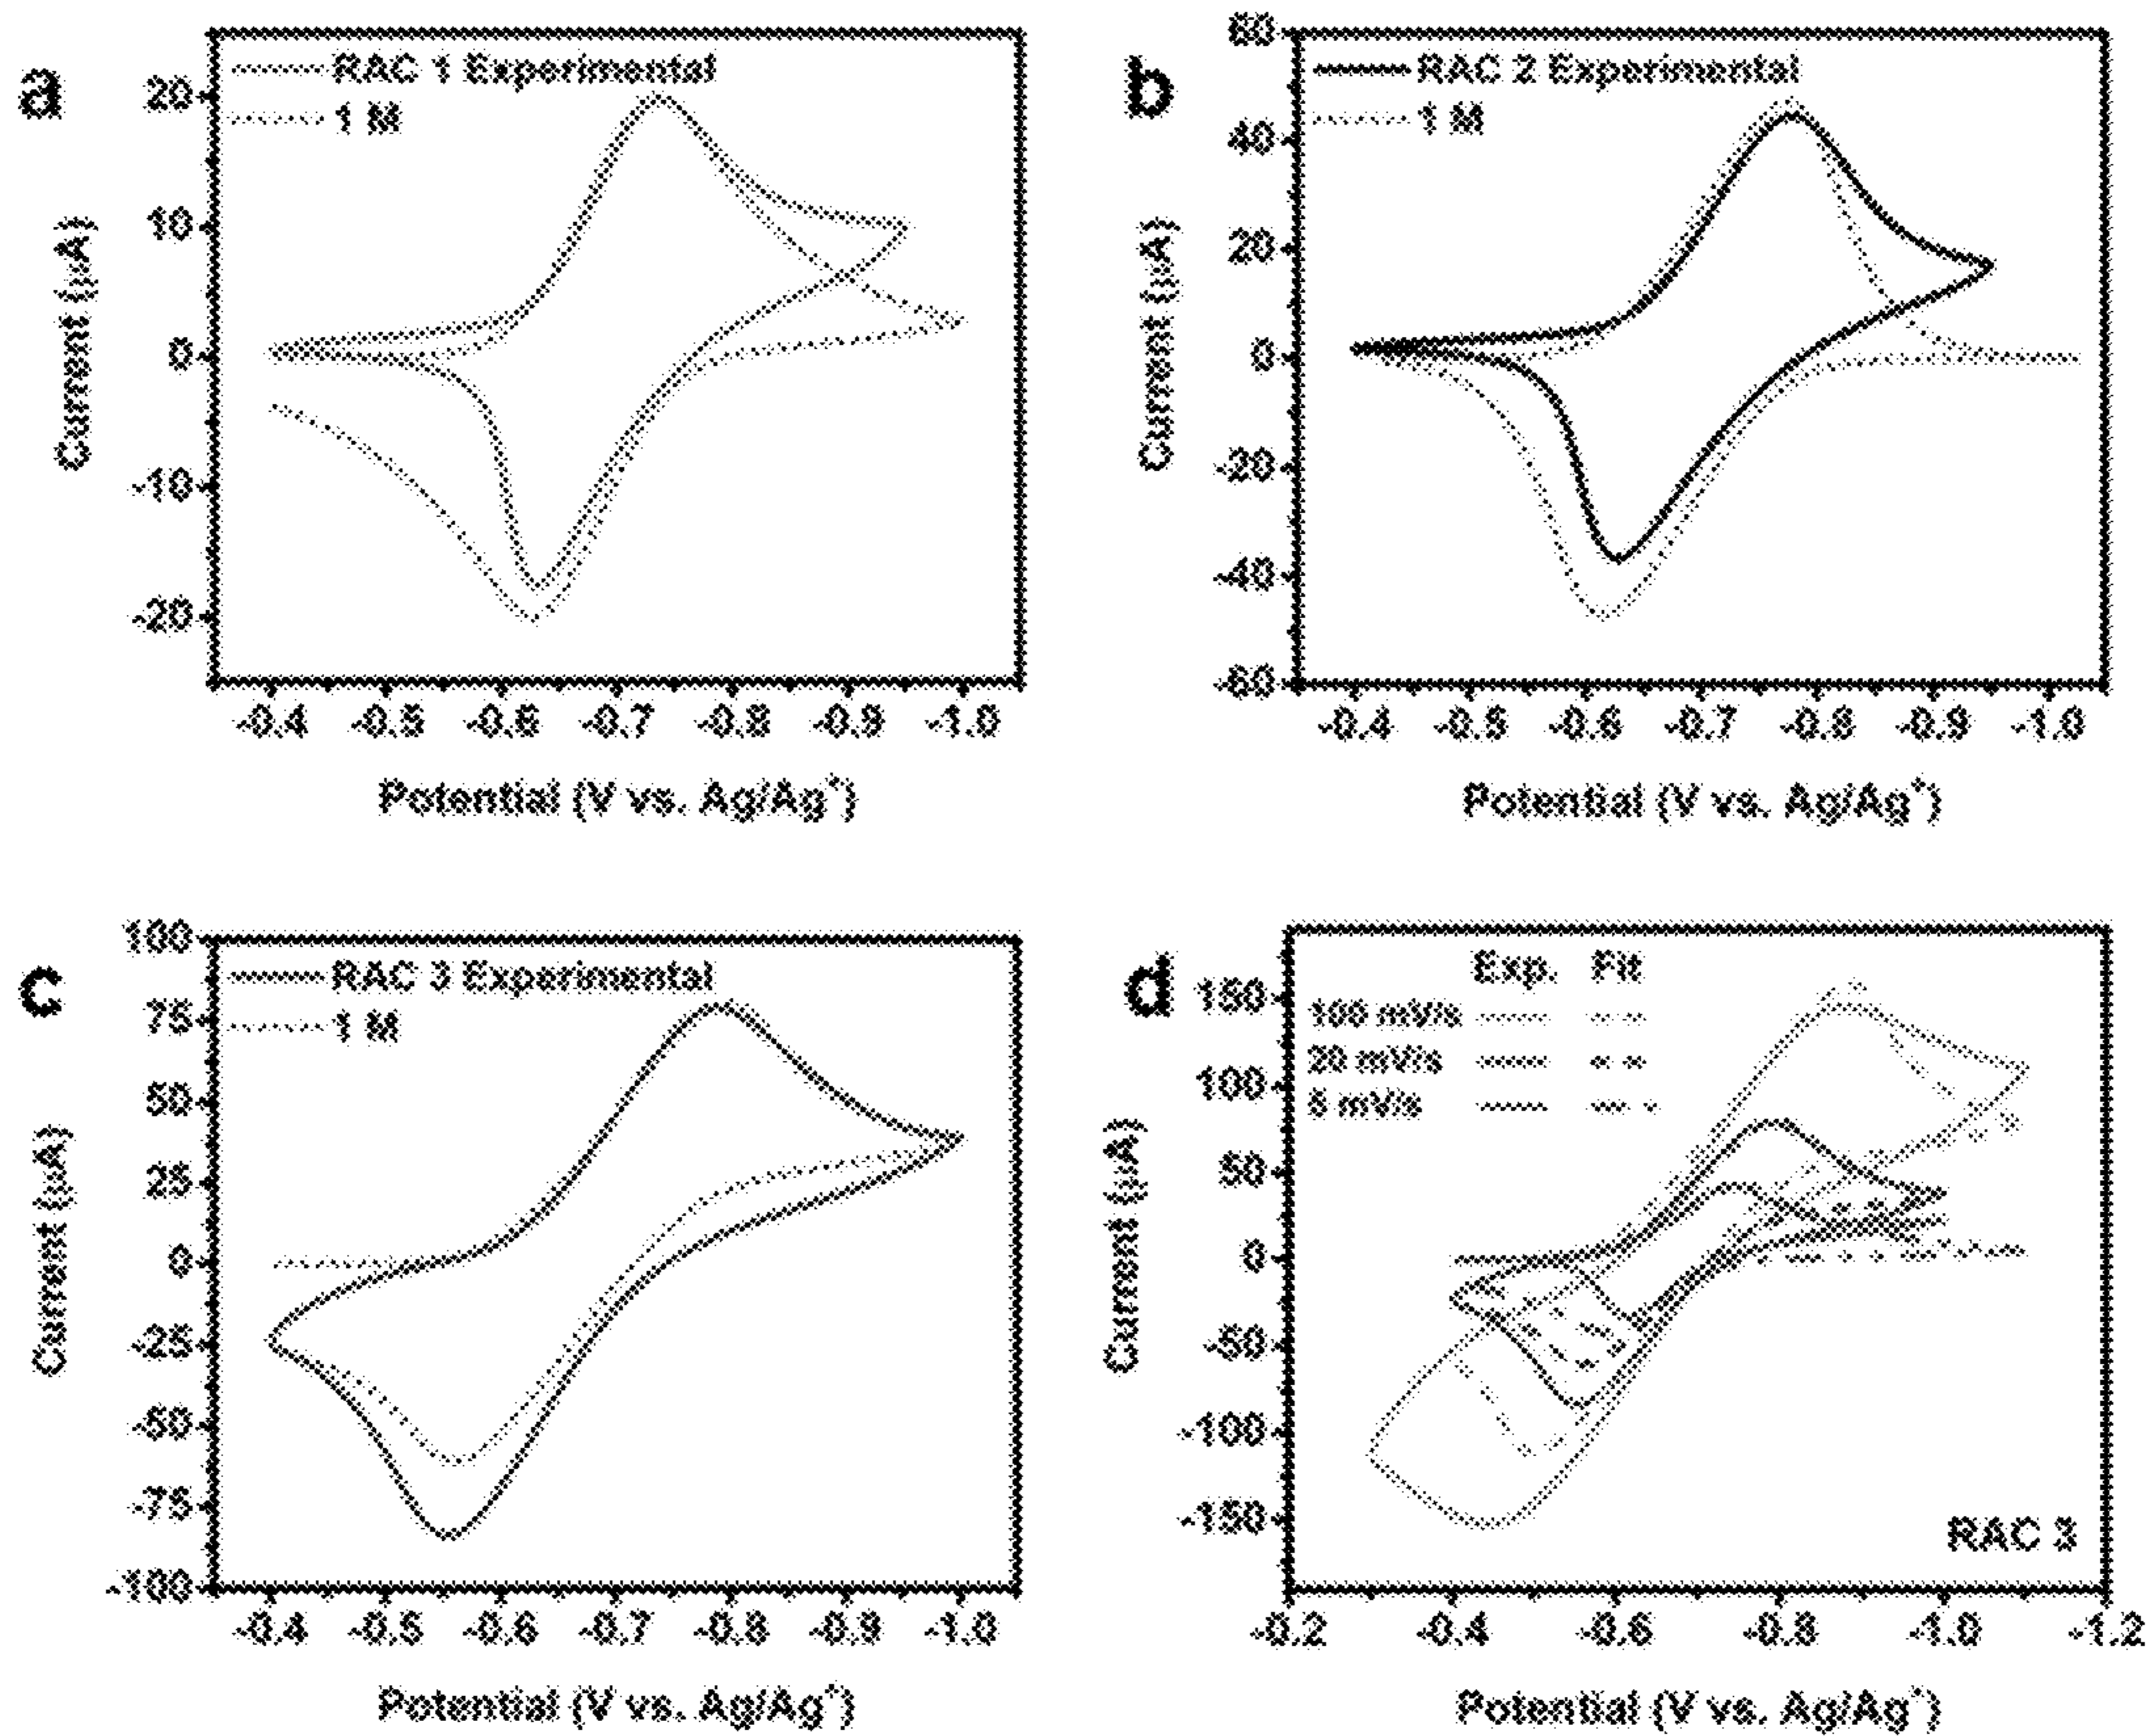 a
RAC 1 Experimental
1 M
20
10
0
-10
-20
-0.4 -0.5 -0.6 -0.7 -0.8 -0.9 -1.0
Current (µA)
Potential (V vs. Ag/Ag⁺)
b
RAC 2 Experimental
1 M
60
40
20
0
-20
-40
-60
-0.4 -0.5 -0.6 -0.7 -0.8 -0.9 -1.0
Current (µA)
Potential (V vs. Ag/Ag⁺)
c
RAC 3 Experimental
1 M
100
75
50
25
0
-25
-50
-75
-100
-0.4 -0.5 -0.6 -0.7 -0.8 -0.9 -1.0
Current (µA)
Potential (V vs. Ag/Ag⁺)
d
Exp. Fit
100 mV/s
20 mV/s
5 mV/s
150
100
50
0
-50
-100
-150
RAC 3
-0.2 -0.4 -0.6 -0.8 -1.0 -1.2
Current (µA)
Potential (V vs. Ag/Ag⁺)